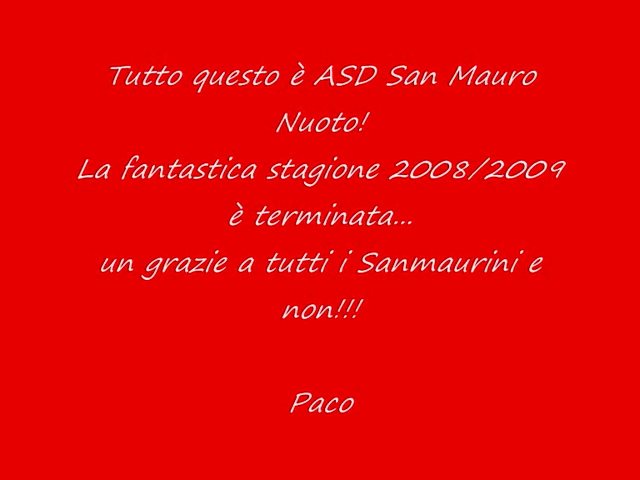 Tutto questo è ASD San Mauro
Nuoto!
La fantastica stagione 2008/2009
è terminata...
un grazie a tutti i Sanmaurini e
non!!!
Paco